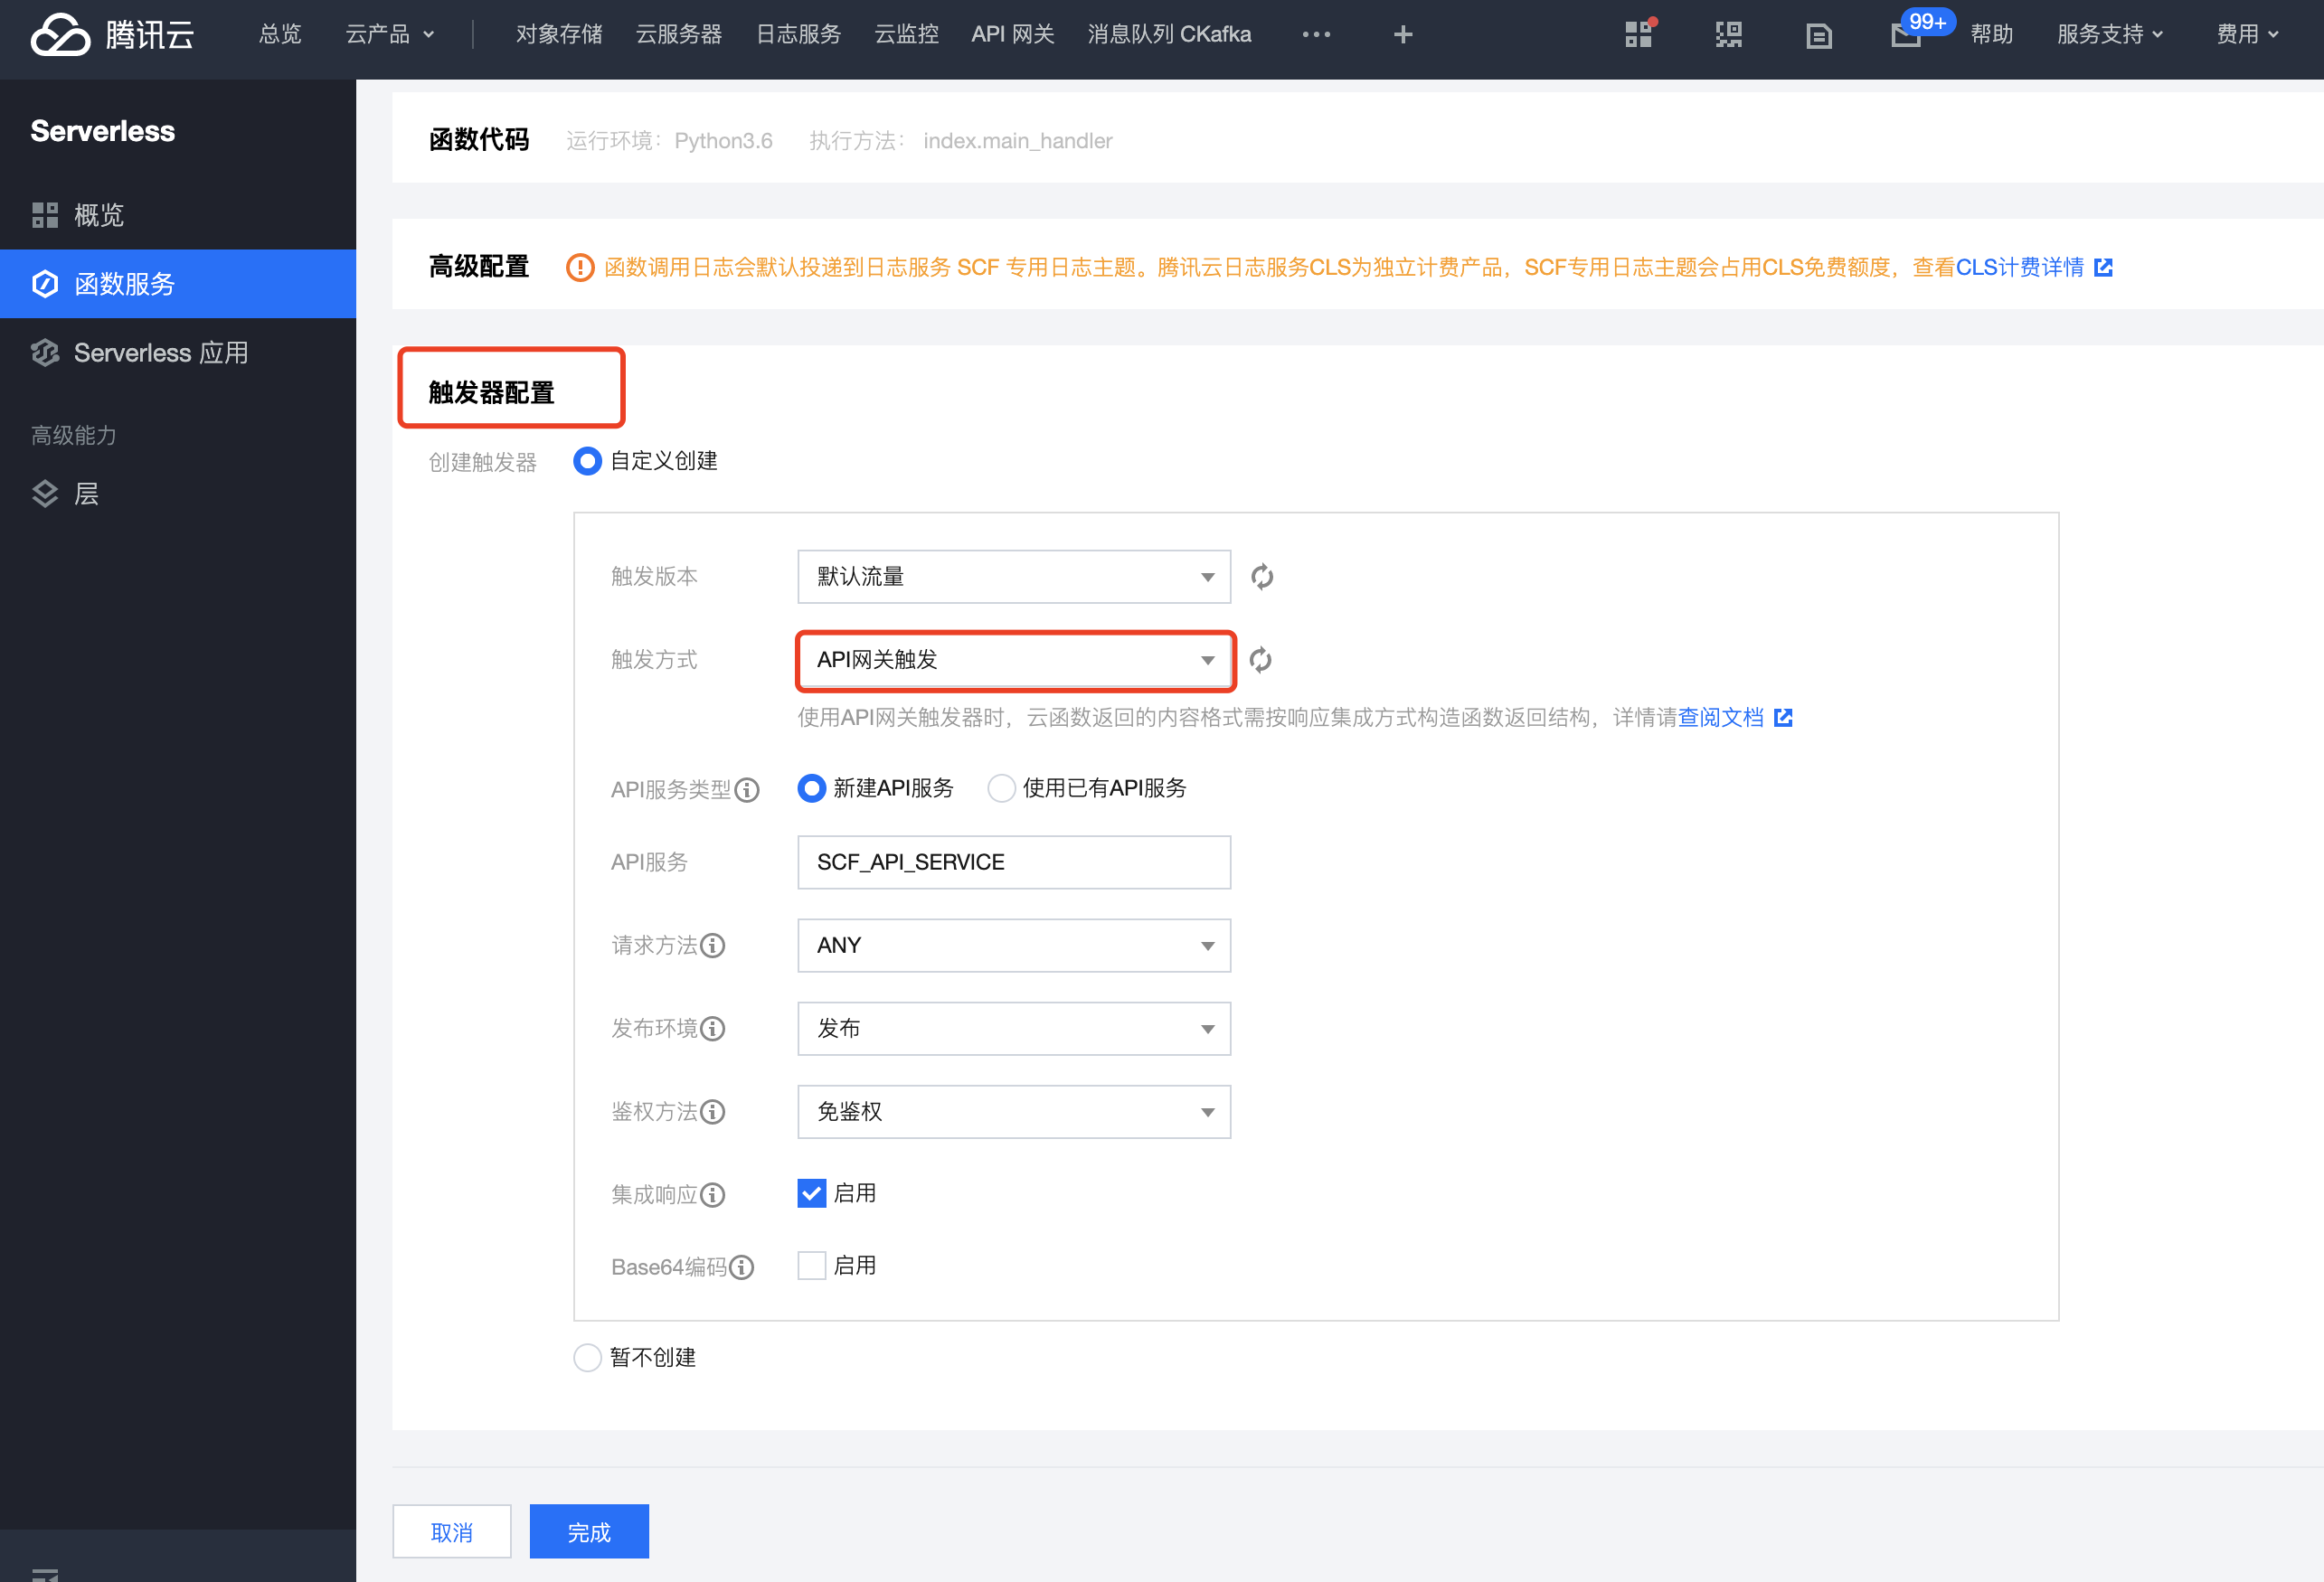 腾讯云 总览 云产品 对象存储 云服务器 日志服务 云监控 API 网关 消息队列 CKafka ••• + 99+ 帮助 服务支持 费用
Serverless
概览
函数服务
Serverless 应用
高级能力
层
函数代码 运行环境：Python3.6 执行方法： index.main_handler
高级配置 函数调用日志会默认投递到日志服务 SCF 专用日志主题。腾讯云日志服务CLS为独立计费产品，SCF专用日志主题会占用CLS免费额度，查看CLS计费详情
触发器配置
创建触发器 自定义创建
触发版本 默认流量
触发方式 API网关触发
使用API网关触发器时，云函数返回的内容格式需按响应集成方式构造函数返回结构，详情请查阅文档
API服务类型 新建API服务 使用已有API服务
API服务 SCF_API_SERVICE
请求方法 ANY
发布环境 发布
鉴权方法 免鉴权
集成响应 启用
Base64编码 启用
暂不创建
取消 完成